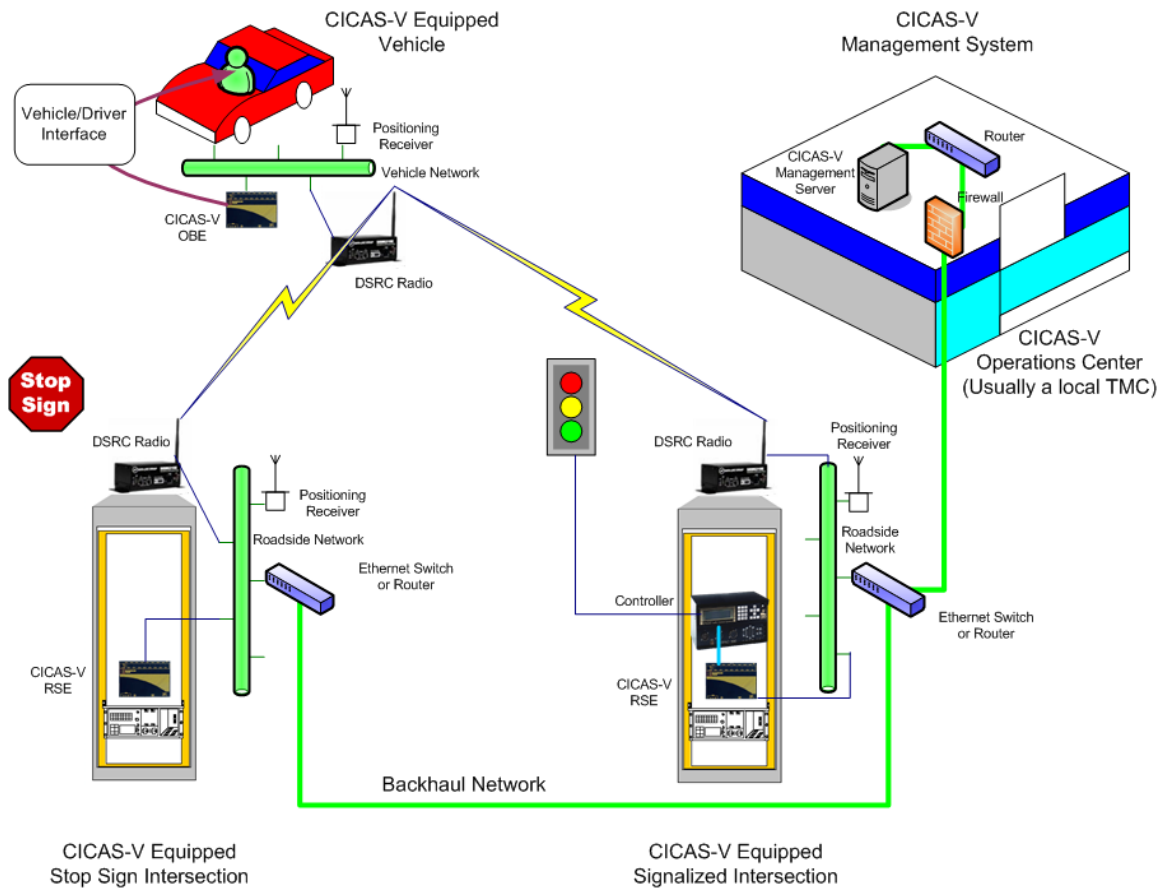 CICAS-V Equipped
Vehicle
CICAS-V
Management System
Vehicle/Driver
Interface
Positioning
Receiver
Vehicle Network
CICAS-V
OBE
DSRC Radio
Router
CICAS-V
Management
Server
Firewall
CICAS-V
Operations Center
(Usually a local TMC)
Stop
Sign
DSRC Radio
Positioning
Receiver
Roadside Network
Ethernet Switch
or Router
CICAS-V
RSE
DSRC Radio
Positioning
Receiver
Roadside
Network
Controller
Ethernet Switch
or Router
CICAS-V
RSE
Backhaul Network
CICAS-V Equipped
Stop Sign Intersection
CICAS-V Equipped
Signalized Intersection